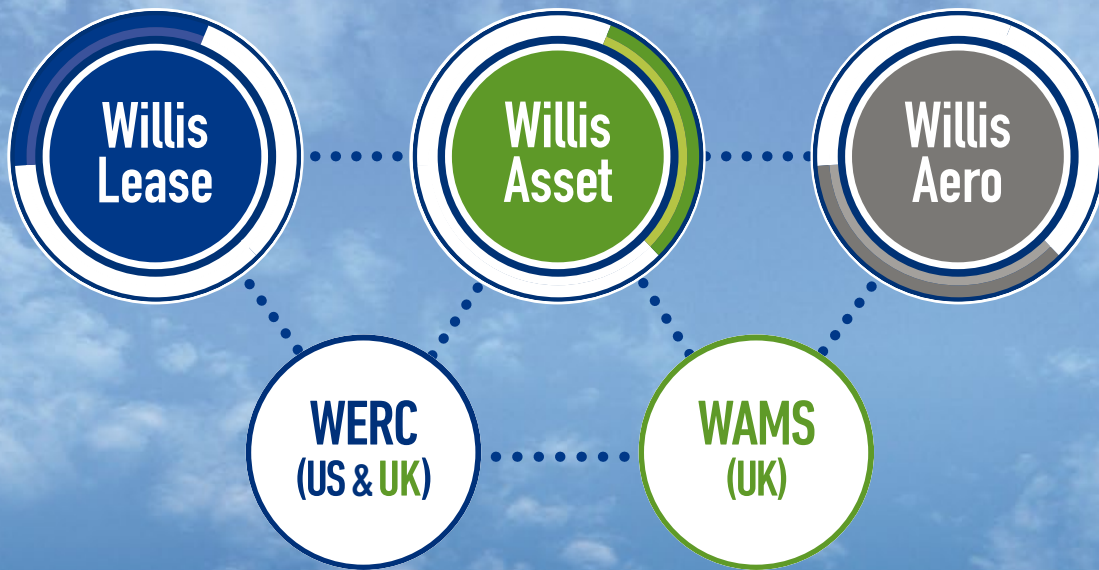 Willis
Lease
Willis
Asset
Willis
Aero
WERC
(US & UK)
WAMS
(UK)